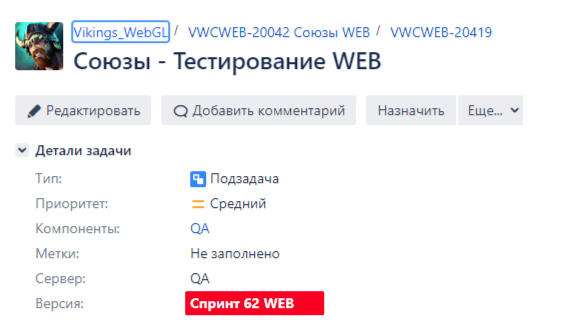 Vikings_WebGL / VWCWEB-20042 Союзы WEB / VWCWEB-20419
Союзы - Тестирование WEB
Редактировать Добавить комментарий Назначить Еще...
Детали задачи
Тип: Подзадача
Приоритет: Средний
Компоненты: QA
Метки: Не заполнено
Сервер: QA
Версия: Спринт 62 WEB